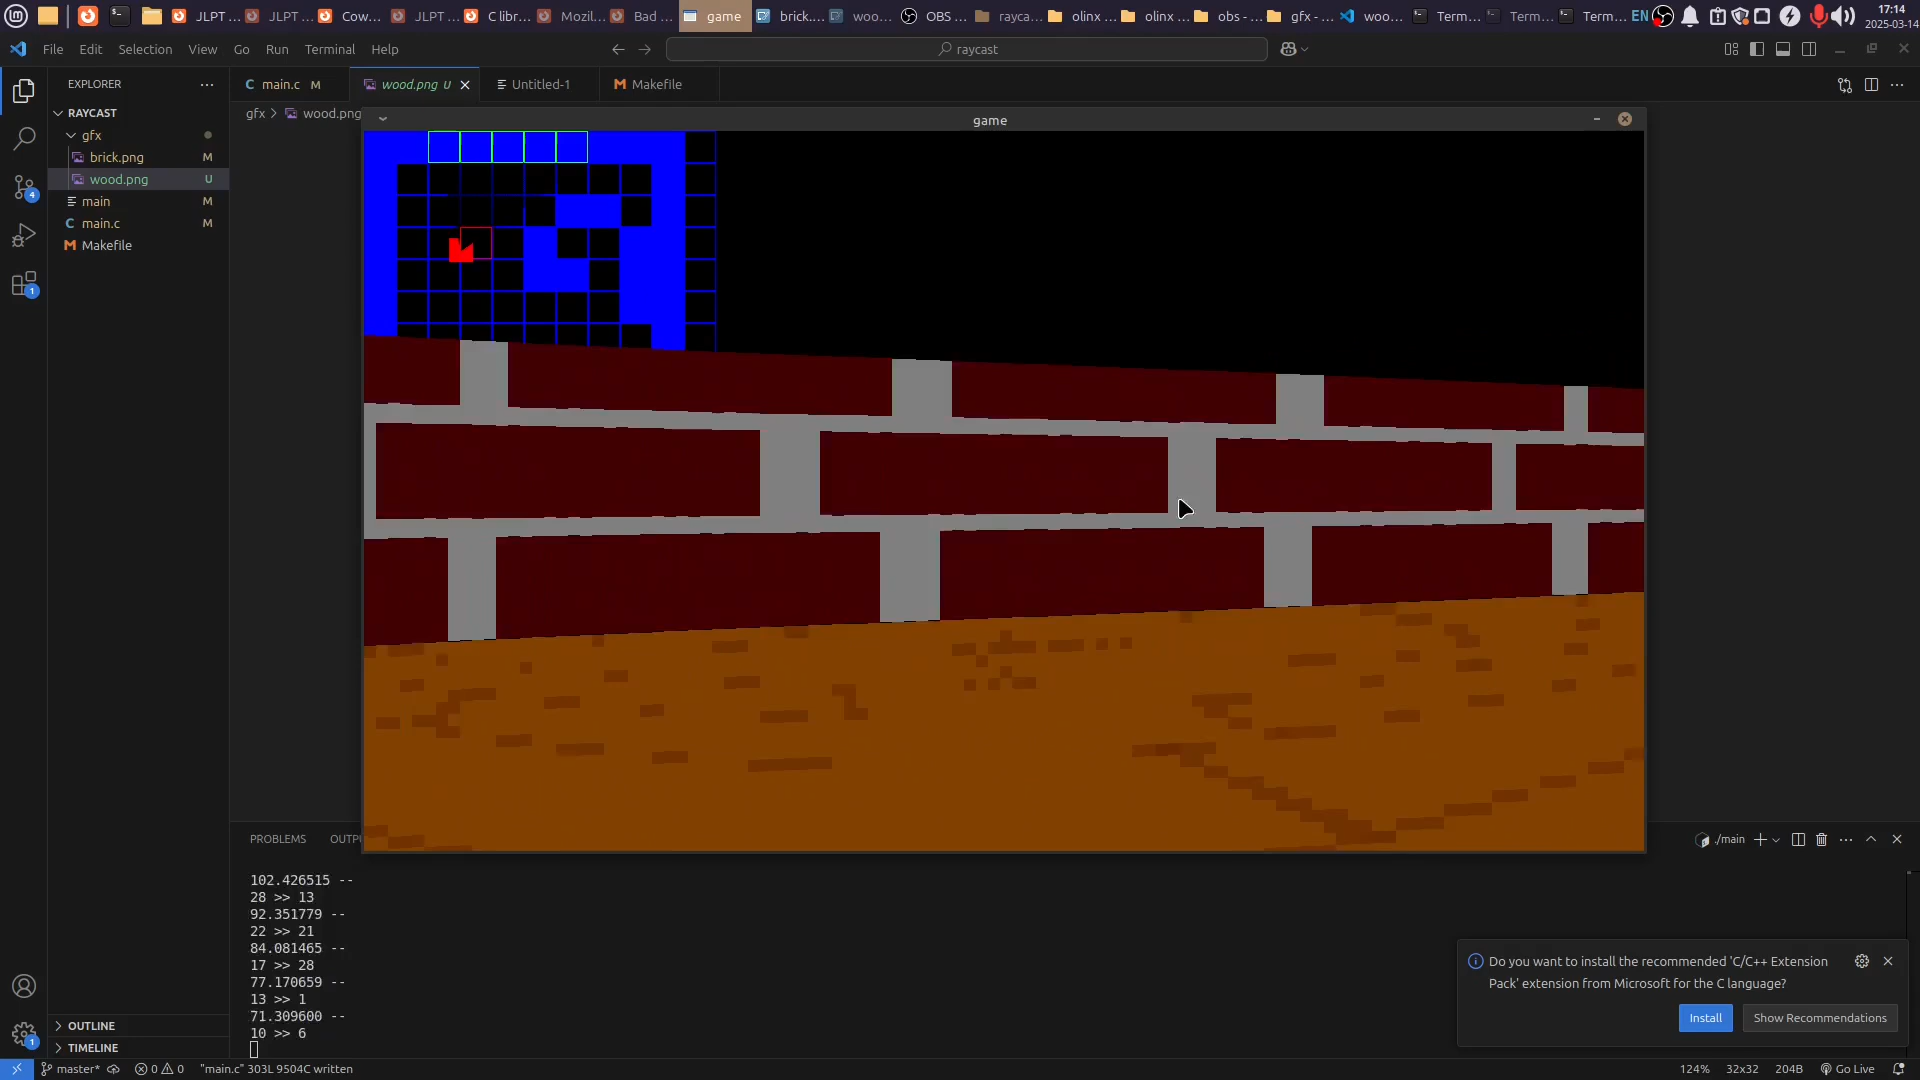 JLPT ...
JLPT ...
Cow...
JLPT ...
C libr...
Mozil...
Bad ...
game
brick....
woo...
OBS ...
rayca...
olinx ...
olinx ...
obs - ...
gfx - ...
woo...
Term...
Term...
Term...
EN
17:14
2025-03-14
File Edit Selection View Go Run Terminal Help
raycast
EXPLORER
main.c M
wood.png U
Untitled-1
Makefile
RAYCAST
gfx > wood.png
gfx
brick.png M
wood.png U
main M
main.c M
Makefile
4
1
game
PROBLEMS OUTPU
./main
102.426515 --
28 >> 13
92.351779 --
22 >> 21
84.081465 --
17 >> 28
77.170659 --
13 >> 1
71.309600 --
10 >> 6
Do you want to install the recommended 'C/C++ Extension
Pack' extension from Microsoft for the C language?
Install
Show Recommendations
OUTLINE
TIMELINE
1
master*
0 0
"main.c" 303L 9504C written
124%
32x32
204B
Go Live